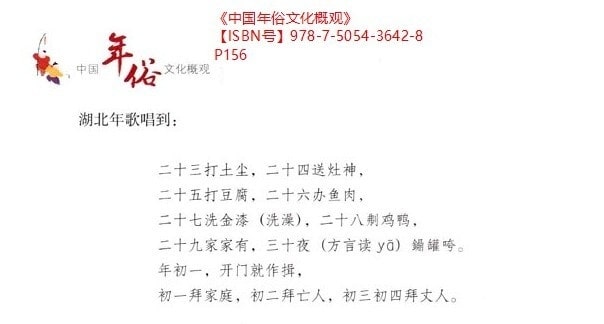 《中国年俗文化概观》
【ISBN号】978-7-5054-3642-8
P156
中国年俗文化概观
湖北年歌唱到：
二十三打土尘，二十四送灶神，
二十五打豆腐，二十六办鱼肉，
二十七洗金漆（洗澡），二十八剁鸡鸭，
二十九家家有，三十夜（方言读 yā）鐋罐咵。
年初一，开门就作揖，
初一拜家庭，初二拜亡人，初三初四拜丈人。